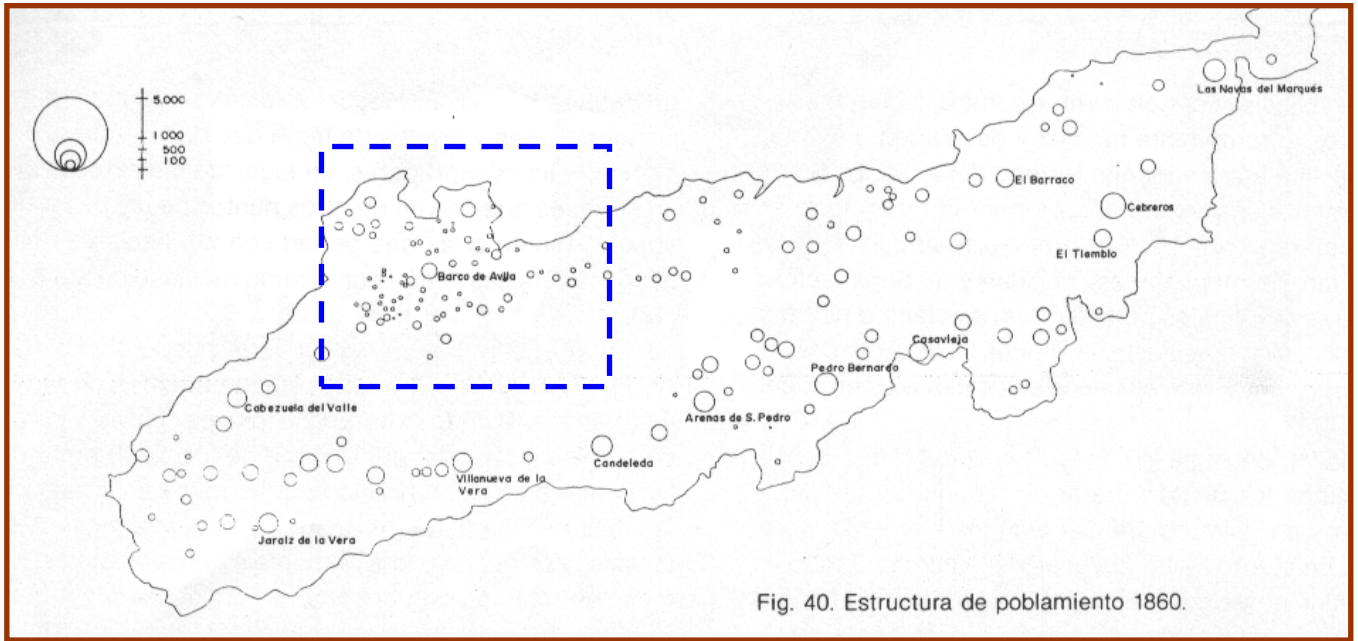 5.000
1 000
500
100
Las Navas del Marqués
El Barraco
Cebreros
El Tiemblo
Barco de Avila
Casavieja
Pedro Bernardo
Cabezuela del Valle
Arenas de S. Pedro
Candeleda
Villanueva de la
Vera
Jaraiz de la Vera
Fig. 40. Estructura de poblamiento 1860.